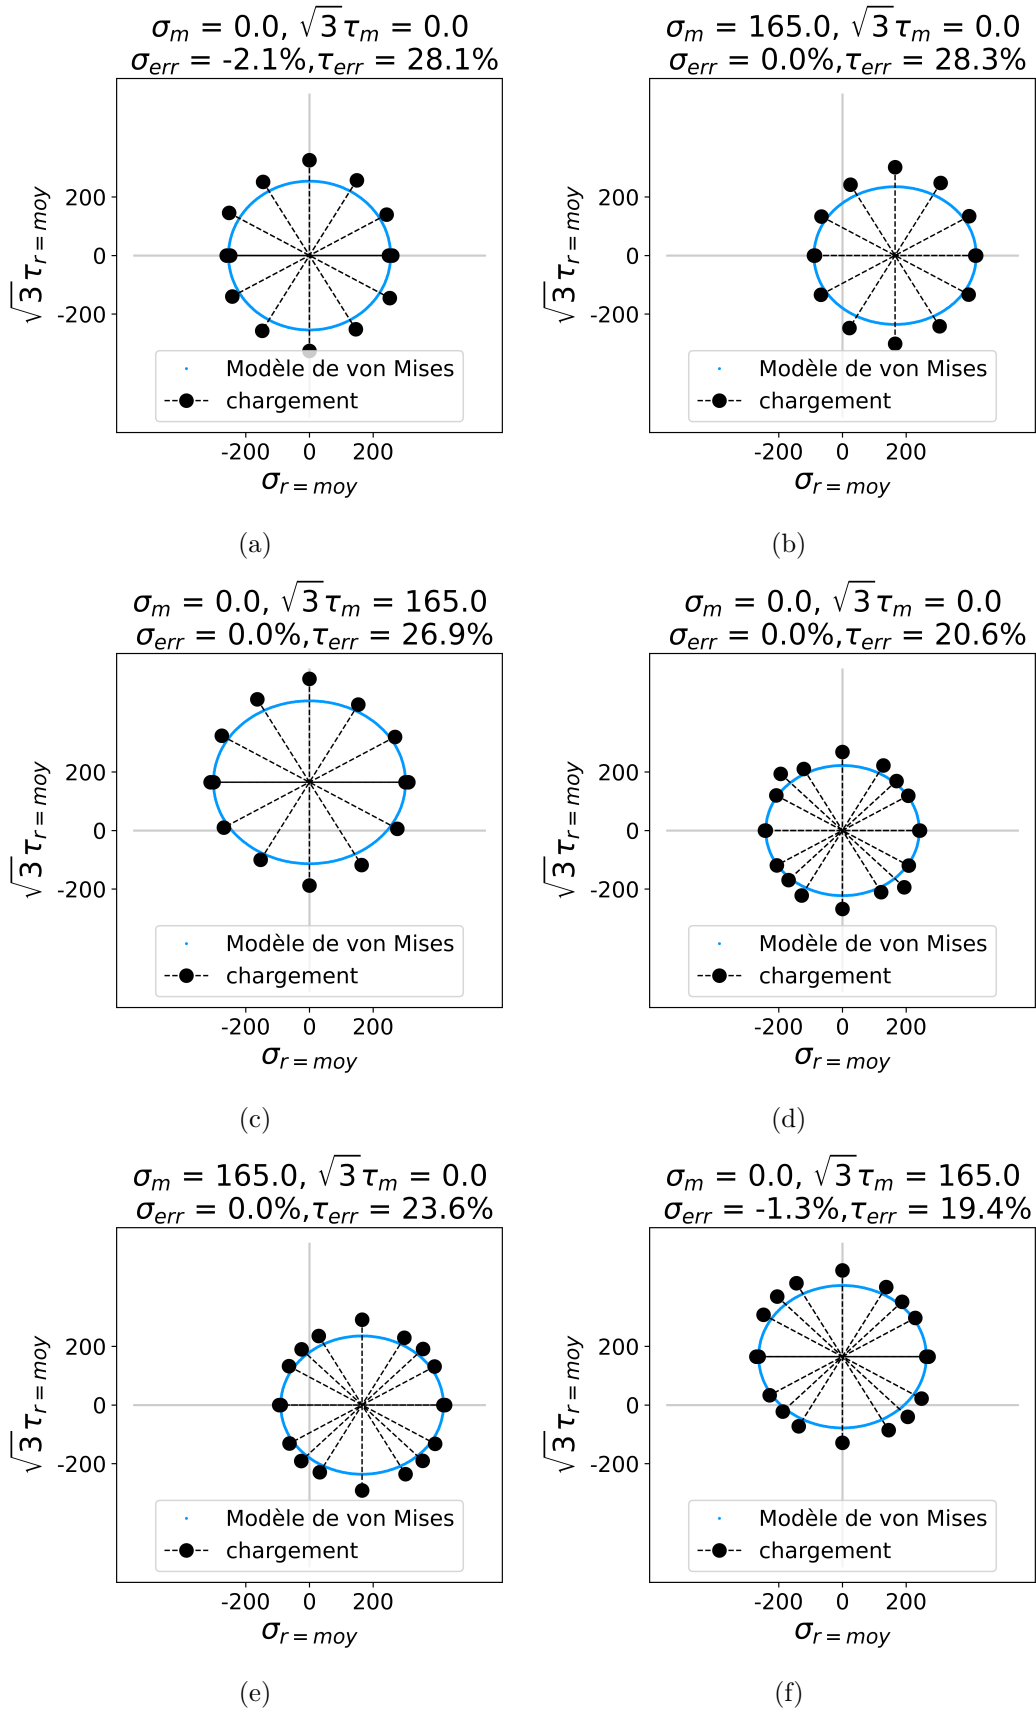 σm = 0.0, √3τm = 0.0
σerr = -2.1%,τerr = 28.1%
√3τr = moy
200
0
-200
Modèle de von Mises
chargement
-200 0 200
σr = moy
(a)
σm = 165.0, √3τm = 0.0
σerr = 0.0%,τerr = 28.3%
√3τr = moy
200
0
-200
Modèle de von Mises
chargement
-200 0 200
σr = moy
(b)
σm = 0.0, √3τm = 165.0
σerr = 0.0%,τerr = 26.9%
√3τr = moy
200
0
-200
Modèle de von Mises
chargement
-200 0 200
σr = moy
(c)
σm = 0.0, √3τm = 0.0
σerr = 0.0%,τerr = 20.6%
√3τr = moy
200
0
-200
Modèle de von Mises
chargement
-200 0 200
σr = moy
(d)
σm = 165.0, √3τm = 0.0
σerr = 0.0%,τerr = 23.6%
√3τr = moy
200
0
-200
Modèle de von Mises
chargement
-200 0 200
σr = moy
(e)
σm = 0.0, √3τm = 165.0
σerr = -1.3%,τerr = 19.4%
√3τr = moy
200
0
-200
Modèle de von Mises
chargement
-200 0 200
σr = moy
(f)